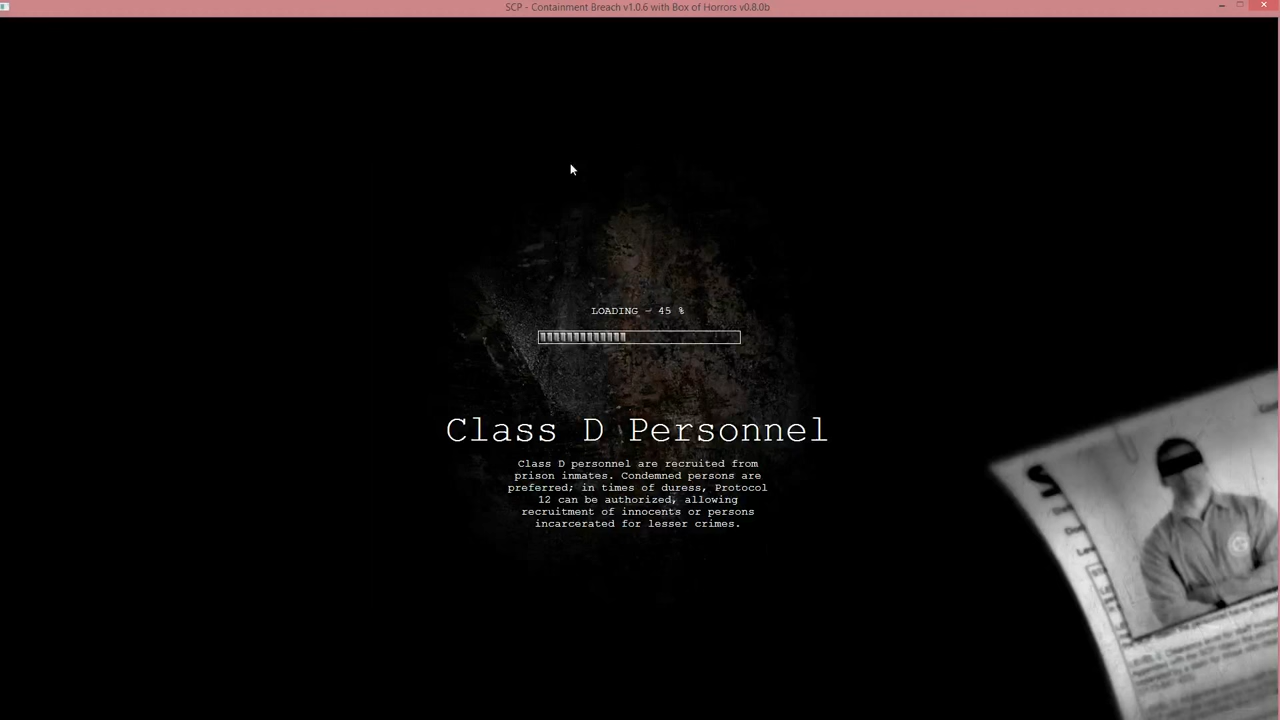 SCP - Containment Breach v1.0.6 with Box of Horrors v0.8.0b
LOADING - 45 %
Class D Personnel
Class D personnel are recruited from
prison inmates. Condemned persons are
preferred; in times of duress, Protocol
12 can be authorized, allowing
recruitment of innocents or persons
incarcerated for lesser crimes.